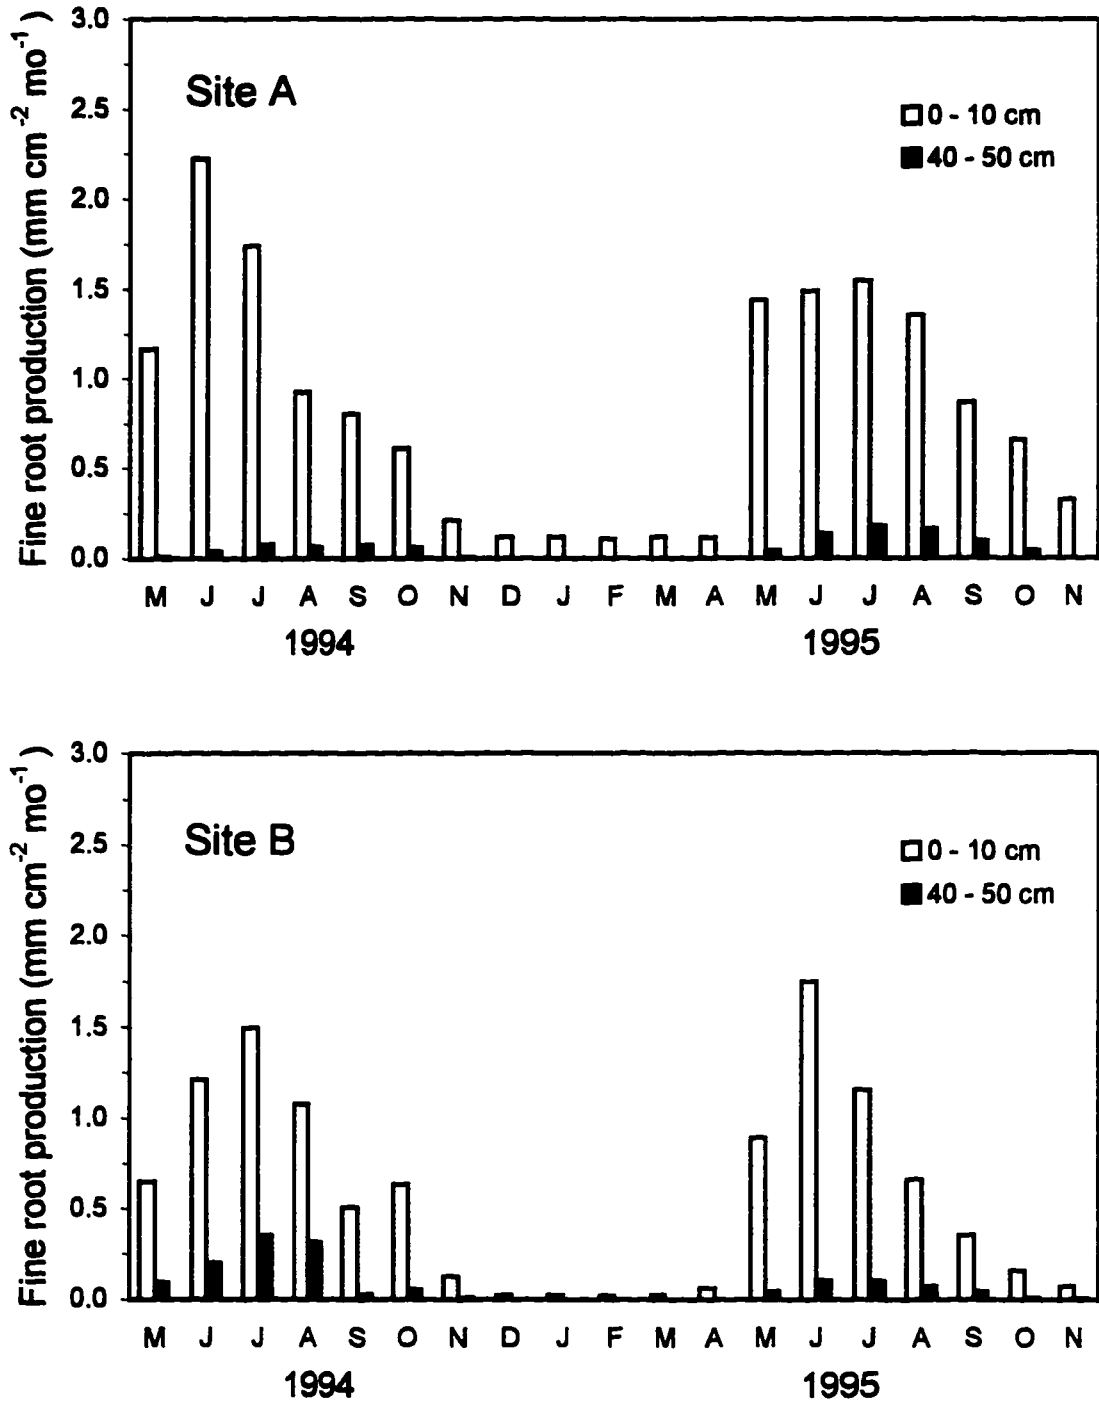 Fine root production (mm cm-2 mo-1)
3.0
Site A
2.5
0 - 10 cm
40 - 50 cm
2.0
1.5
1.0
0.5
0.0
M J J A S O N D J F M A M J J A S O N
1994 1995
Fine root production (mm cm-2 mo-1)
3.0
Site B
2.5
0 - 10 cm
40 - 50 cm
2.0
1.5
1.0
0.5
0.0
M J J A S O N D J F M A M J J A S O N
1994 1995